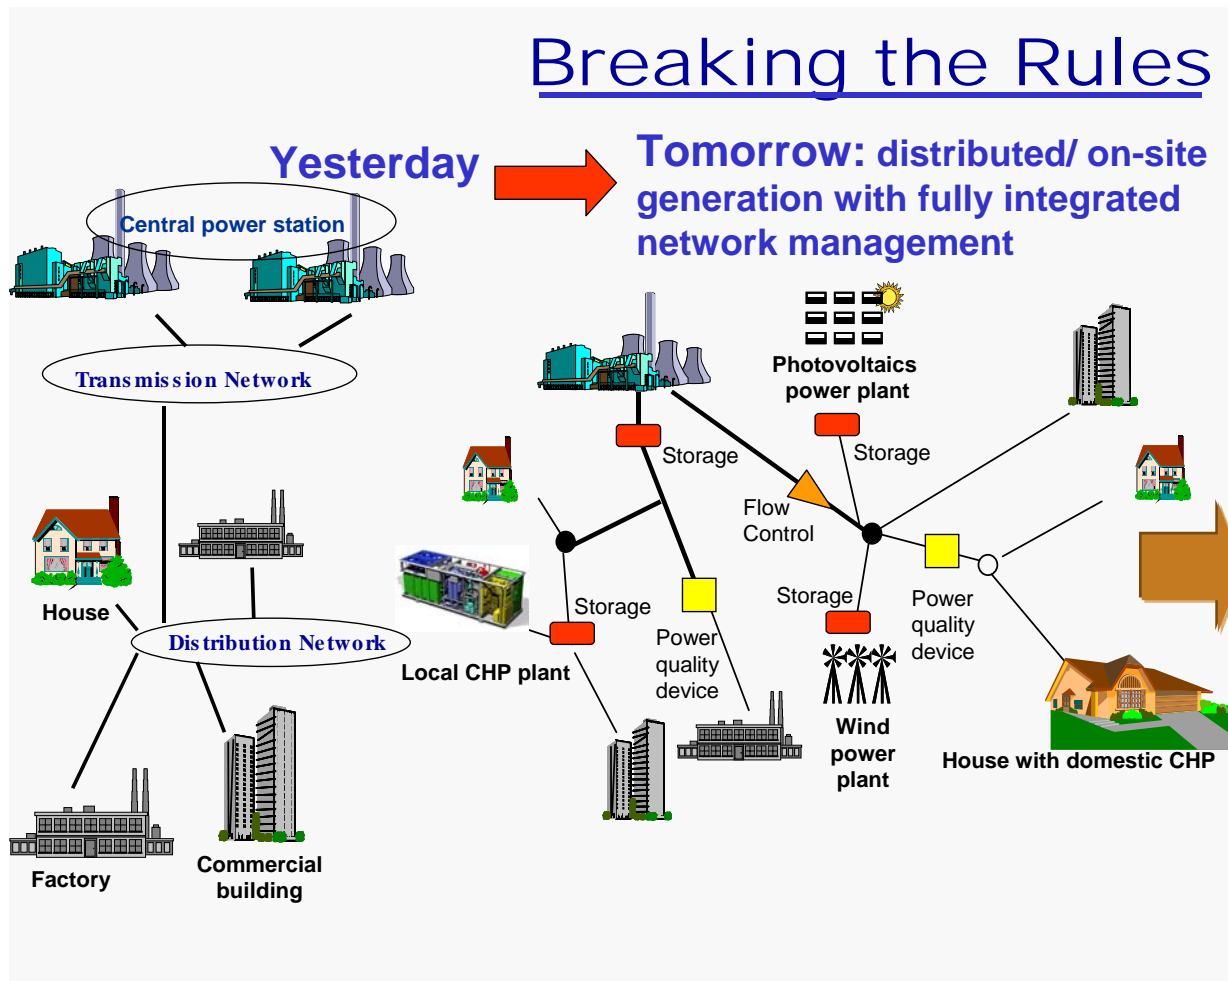 Breaking the Rules
Yesterday
Tomorrow: distributed/ on-site
generation with fully integrated
network management
Central power station
Transmission Network
House
Distribution Network
Factory
Commercial
building
Storage
Photovoltaics
power plant
Storage
Flow
Control
Local CHP plant
Storage
Power
quality
device
Storage
Wind
power
plant
Power
quality
device
House with domestic CHP